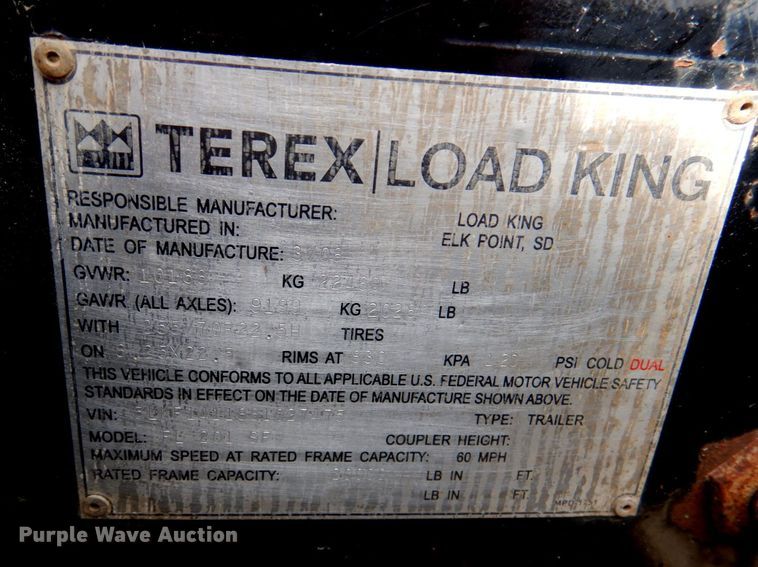 TEREX | LOAD KING
RESPONSIBLE MANUFACTURER: LOAD KING
MANUFACTURED IN: ELK POINT, SD
DATE OF MANUFACTURE:
GVWR: KG LB
GAWR (ALL AXLES): KG LB
WITH TIRES
ON RIMS AT KPA PSI COLD DUAL
THIS VEHICLE CONFORMS TO ALL APPLICABLE U.S. FEDERAL MOTOR VEHICLE SAFETY
STANDARDS IN EFFECT ON THE DATE OF MANUFACTURE SHOWN ABOVE.
VIN: TYPE: TRAILER
MODEL: COUPLER HEIGHT:
MAXIMUM SPEED AT RATED FRAME CAPACITY: 60 MPH
RATED FRAME CAPACITY: LB IN FT.
LB IN FT.
Purple Wave Auction